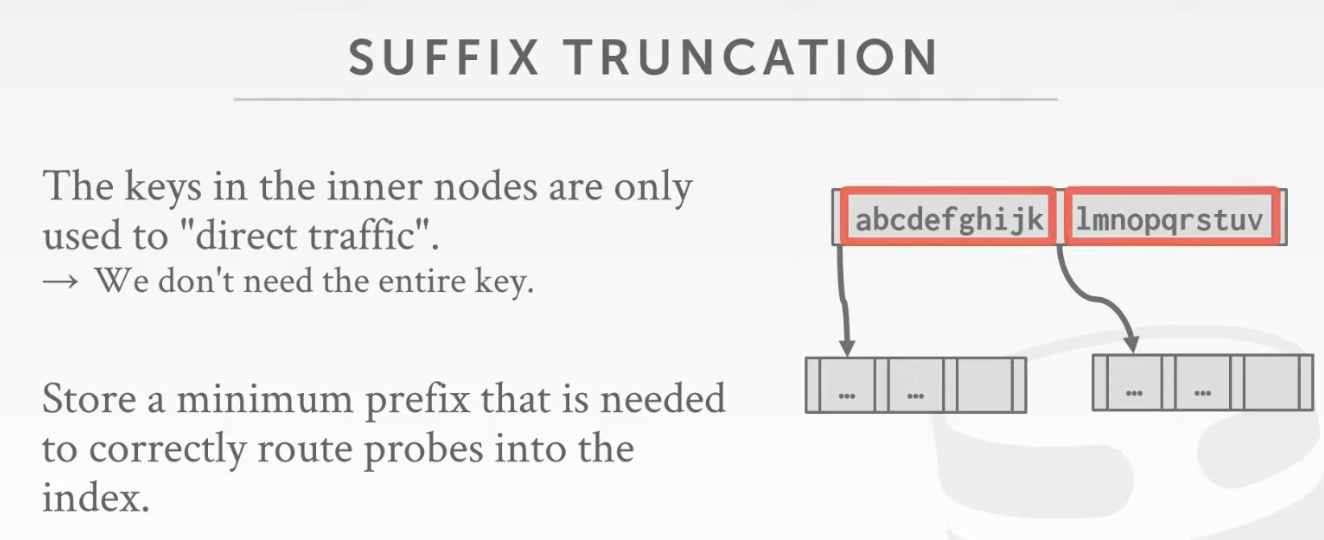 SUFFIX TRUNCATION
The keys in the inner nodes are only
used to "direct traffic".
→ We don't need the entire key.
Store a minimum prefix that is needed
to correctly route probes into the
index.
abcdefghijk lmnopqrstuv
... ... ... ...